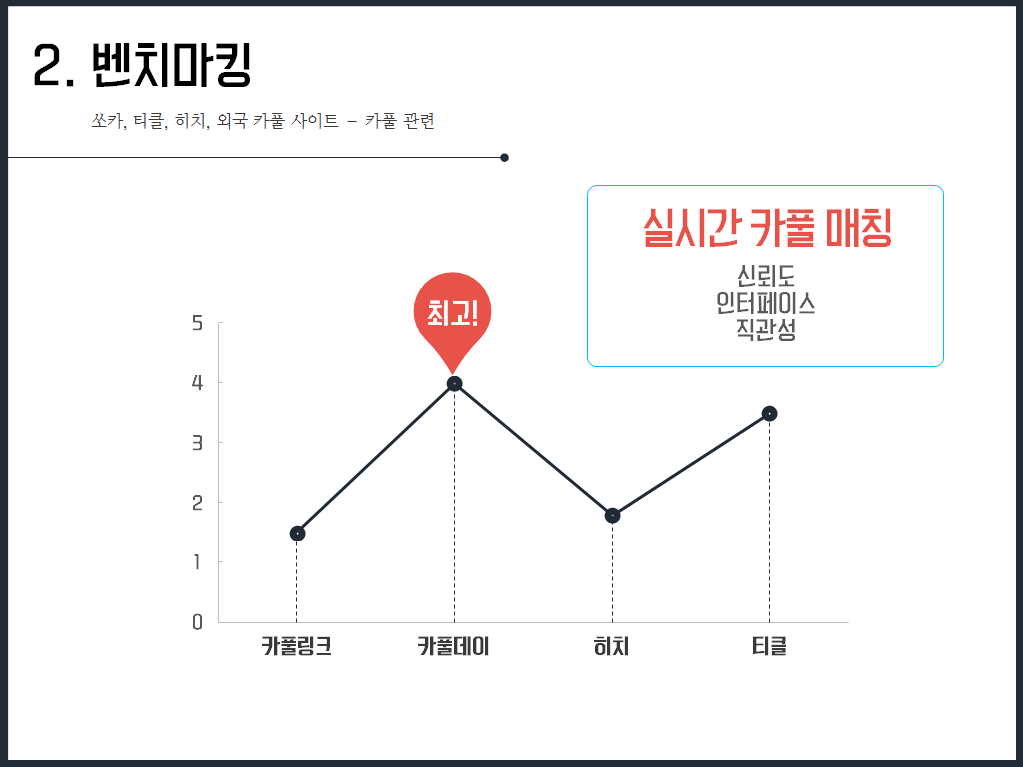 2. 벤치마킹
쏘카, 티클, 히치, 외국 카풀 사이트 - 카풀 관련
실시간 카풀 매칭
신뢰도
인터페이스
직관성
최고!
5
4
3
2
1
0
카풀링크 카풀데이 히치 티클